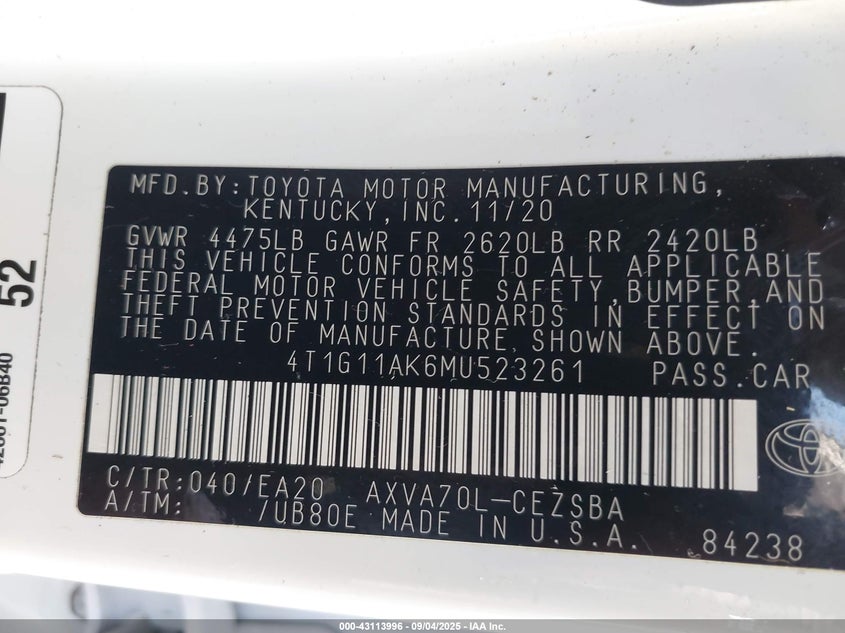 MFD.BY:TOYOTA MOTOR MANUFACTURING,
KENTUCKY,INC.11/20
GVWR 4475LB GAWR FR 2620LB RR 2420LB
THIS VEHICLE CONFORMS TO ALL APPLICABLE
FEDERAL MOTOR VEHICLE SAFETY,BUMPER,AND
THEFT PREVENTION STANDARDS IN EFFECT ON
THE DATE OF MANUFACTURE SHOWN ABOVE.
4T1G11AK6MU523261 PASS.CAR
C/TR:040/EA20 AXVA70L-CEZSBA
A/TM: /UB80E MADE IN U.S.A. 84238
52
000-43113996 - 09/04/2025 - IAA Inc.